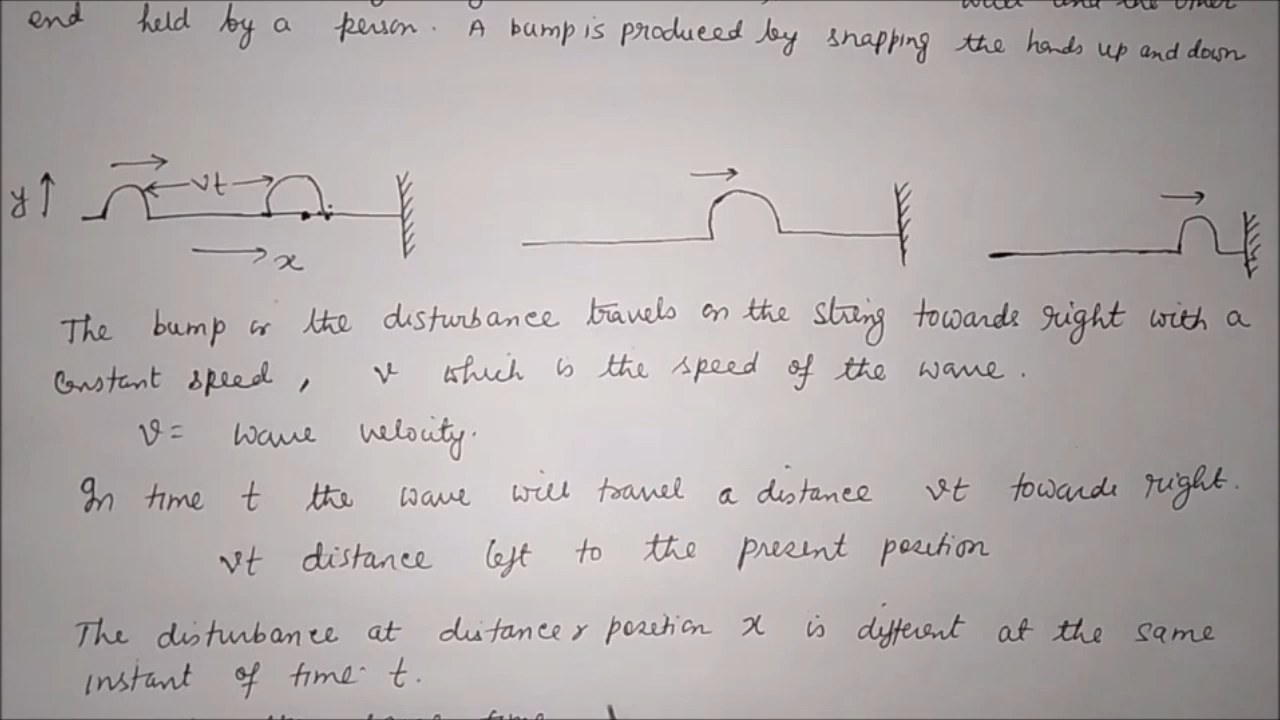 end held by a person. A bump is produced by snapping the hands up and down
y vt x
The bump or the disturbance travels on the string towards right with a
Constant speed, v which is the speed of the wave.
v = wave velocity.
In time t the wave will travel a distance vt towards right.
vt distance left to the present position
The disturbance at distance & position x is different at the same
instant of time t.